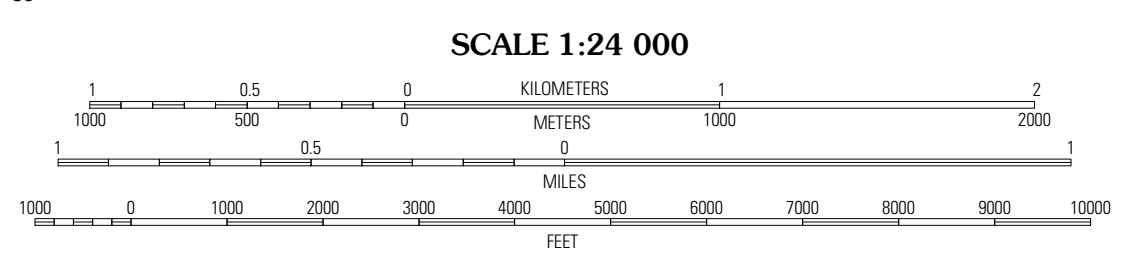 SCALE 1:24 000
1 0.5 0 KILOMETERS 1 2
1000 500 0 METERS 1000 2000
1 0.5 0 1
MILES
1000 0 1000 2000 3000 4000 5000 6000 7000 8000 9000 10000
FEET